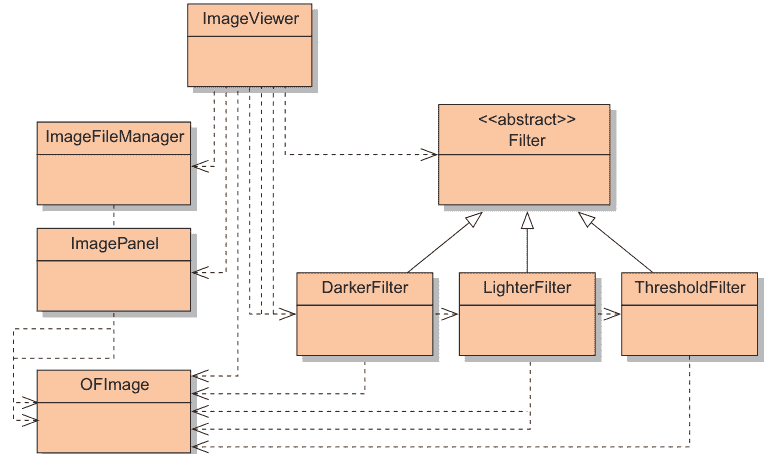 ImageViewer
<<abstract>>
Filter
ImageFileManager
ImagePanel
DarkerFilter
LighterFilter
ThresholdFilter
OFImage